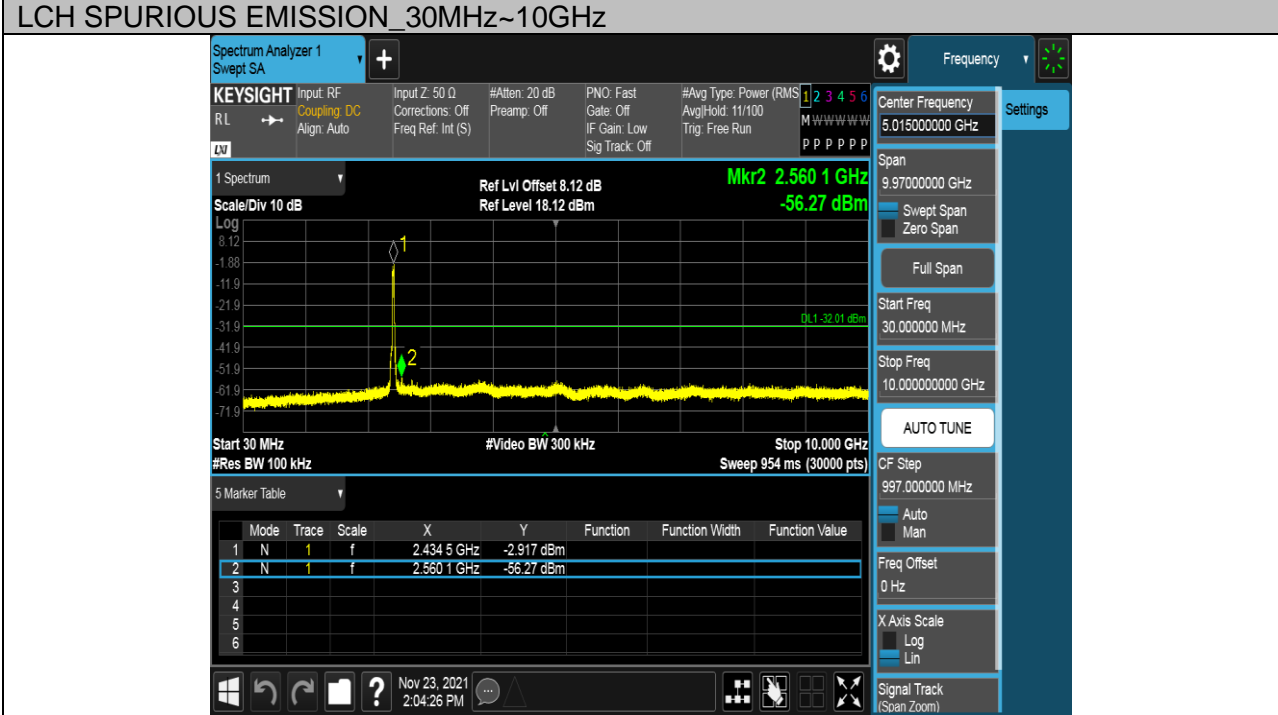 LCH SPURIOUS EMISSION_30MHz~10GHz
Spectrum Analyzer 1
Swept SA
+
Frequency
KEYSIGHT
RL
LXI
Input: RF
Coupling: DC
Align: Auto
Input Z: 50 Ω
Corrections: Off
Freq Ref: Int (S)
#Atten: 20 dB
Preamp: Off
PNO: Fast
Gate: Off
IF Gain: Low
Sig Track: Off
#Avg Type: Power (RMS
Avg|Hold: 11/100
Trig: Free Run
1 2 3 4 5 6
M W W W W W
P P P P P P
1 Spectrum
Scale/Div 10 dB
Ref Lvl Offset 8.12 dB
Ref Level 18.12 dBm
Mkr2 2.560 1 GHz
-56.27 dBm
Log
8.12
-1.88
-11.9
-21.9
-31.9
-41.9
-51.9
-61.9
-71.9
1
2
DL1 -32.01 dBm
Start 30 MHz
#Video BW 300 kHz
Stop 10.000 GHz
#Res BW 100 kHz
Sweep 954 ms (30000 pts)
5 Marker Table
Mode Trace Scale X Y Function Function Width Function Value
1 N 1 f 2.434 5 GHz -2.917 dBm
2 N 1 f 2.560 1 GHz -56.27 dBm
3
4
5
6
?
Nov 23, 2021
2:04:26 PM
Center Frequency
5.015000000 GHz
Settings
Span
9.97000000 GHz
Swept Span
Zero Span
Full Span
Start Freq
30.000000 MHz
Stop Freq
10.000000000 GHz
AUTO TUNE
CF Step
997.000000 MHz
Auto
Man
Freq Offset
0 Hz
X Axis Scale
Log
Lin
Signal Track
(Span Zoom)